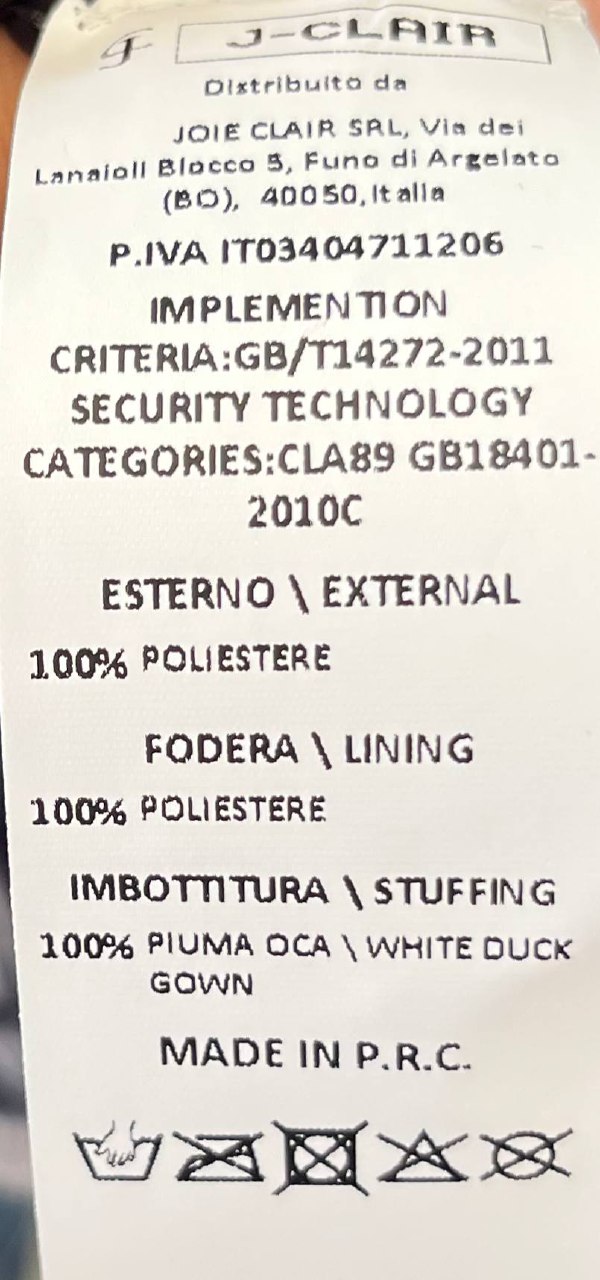 J-CLAIR
Distribuito da
JOIE CLAIR SRL, Via dei
Lanaioli Blocco 5, Funo di Argelato
(BO), 40050, Italia
P.IVA IT03404711206
IMPLEMENTION
CRITERIA:GB/T14272-2011
SECURITY TECHNOLOGY
CATEGORIES:CLA89 GB18401-
2010C
ESTERNO \ EXTERNAL
100% POLIESTERE
FODERA \ LINING
100% POLIESTERE
IMBOTTITURA \ STUFFING
100% PIUMA OCA \ WHITE DUCK
GOWN
MADE IN P.R.C.